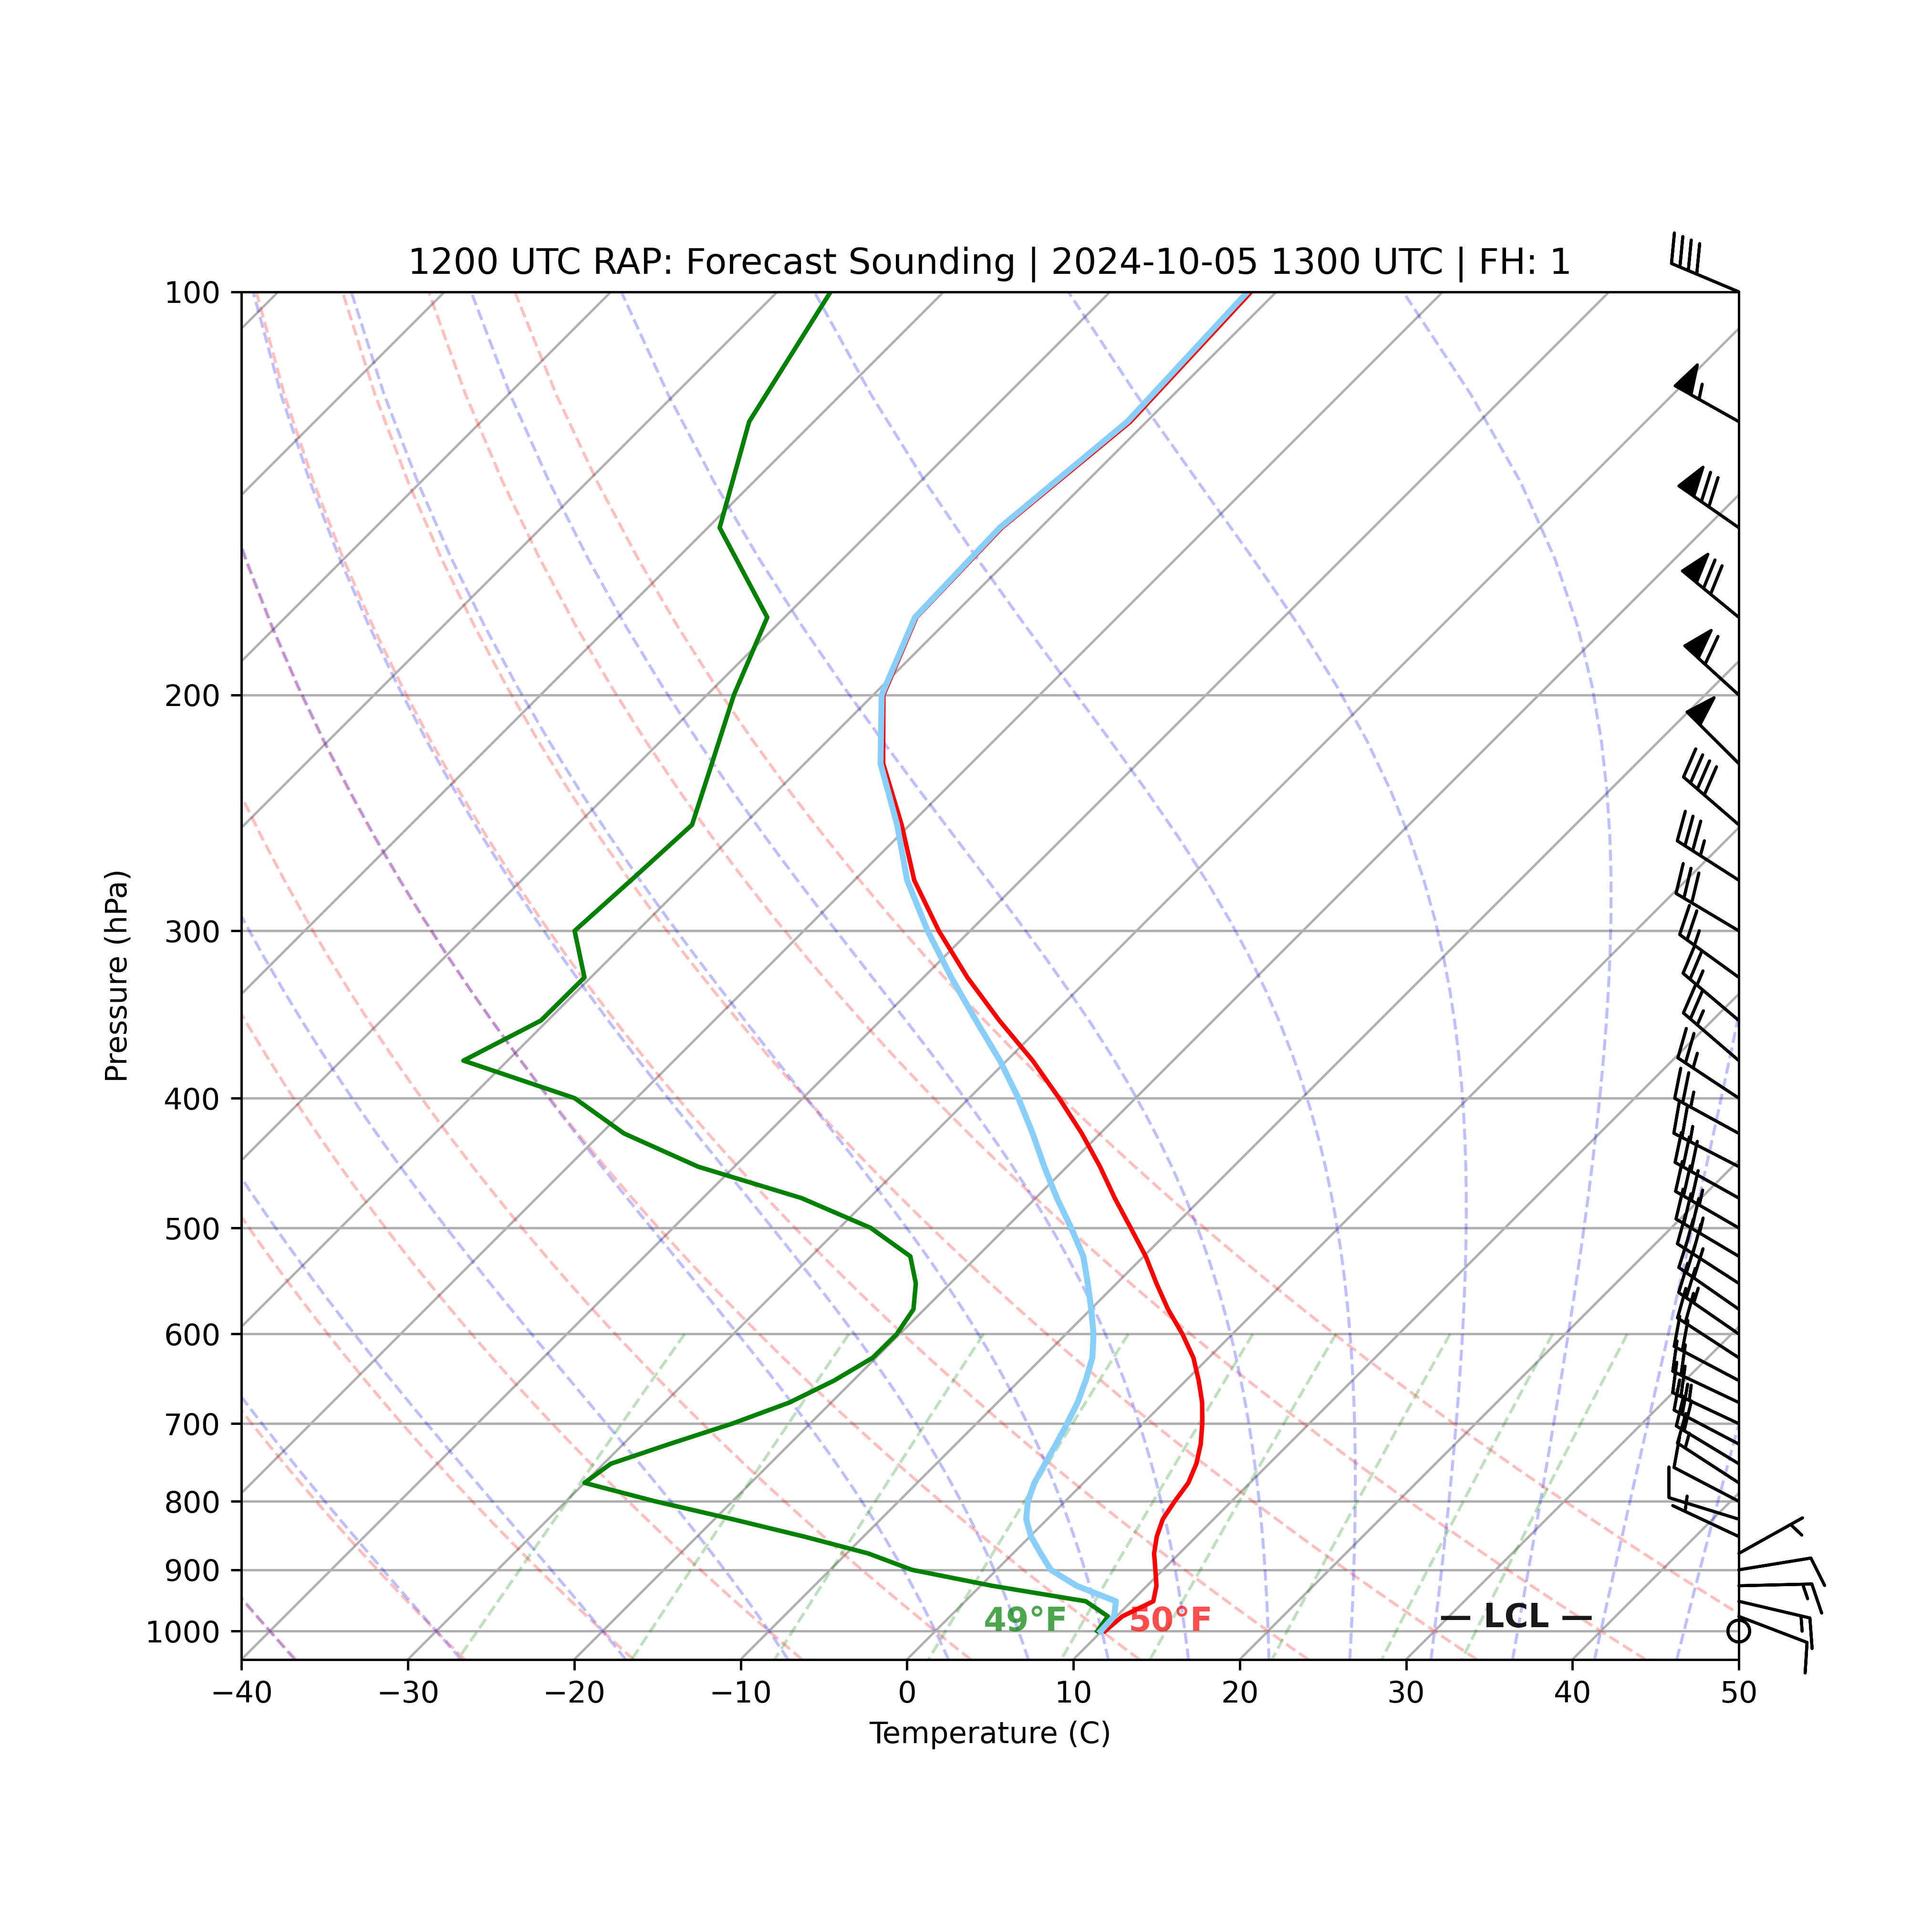 1200 UTC RAP: Forecast Sounding | 2024-10-05 1300 UTC | FH: 1
100
200
300
400
500
600
700
800
900
1000
Pressure (hPa)
49°F
50°F
— LCL —
−40 −30 −20 −10 0 10 20 30 40 50
Temperature (C)